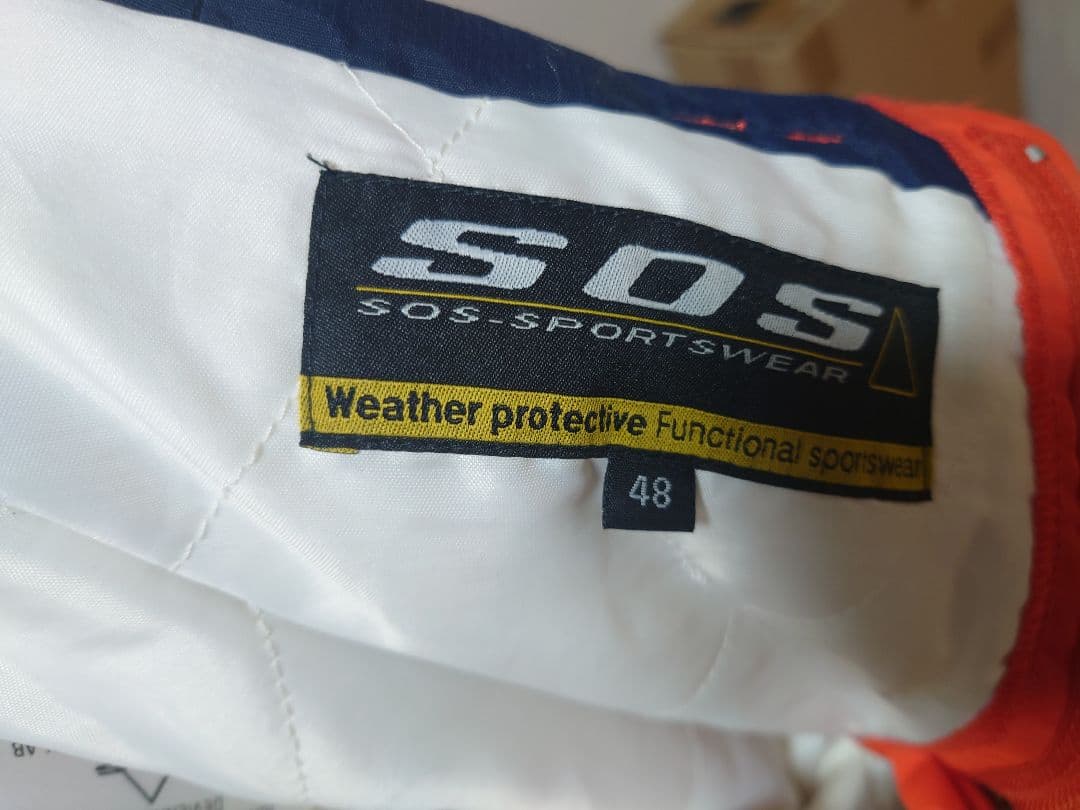 SOS
SOS-SPORTSWEAR
Weather protective Functional sportswear
48